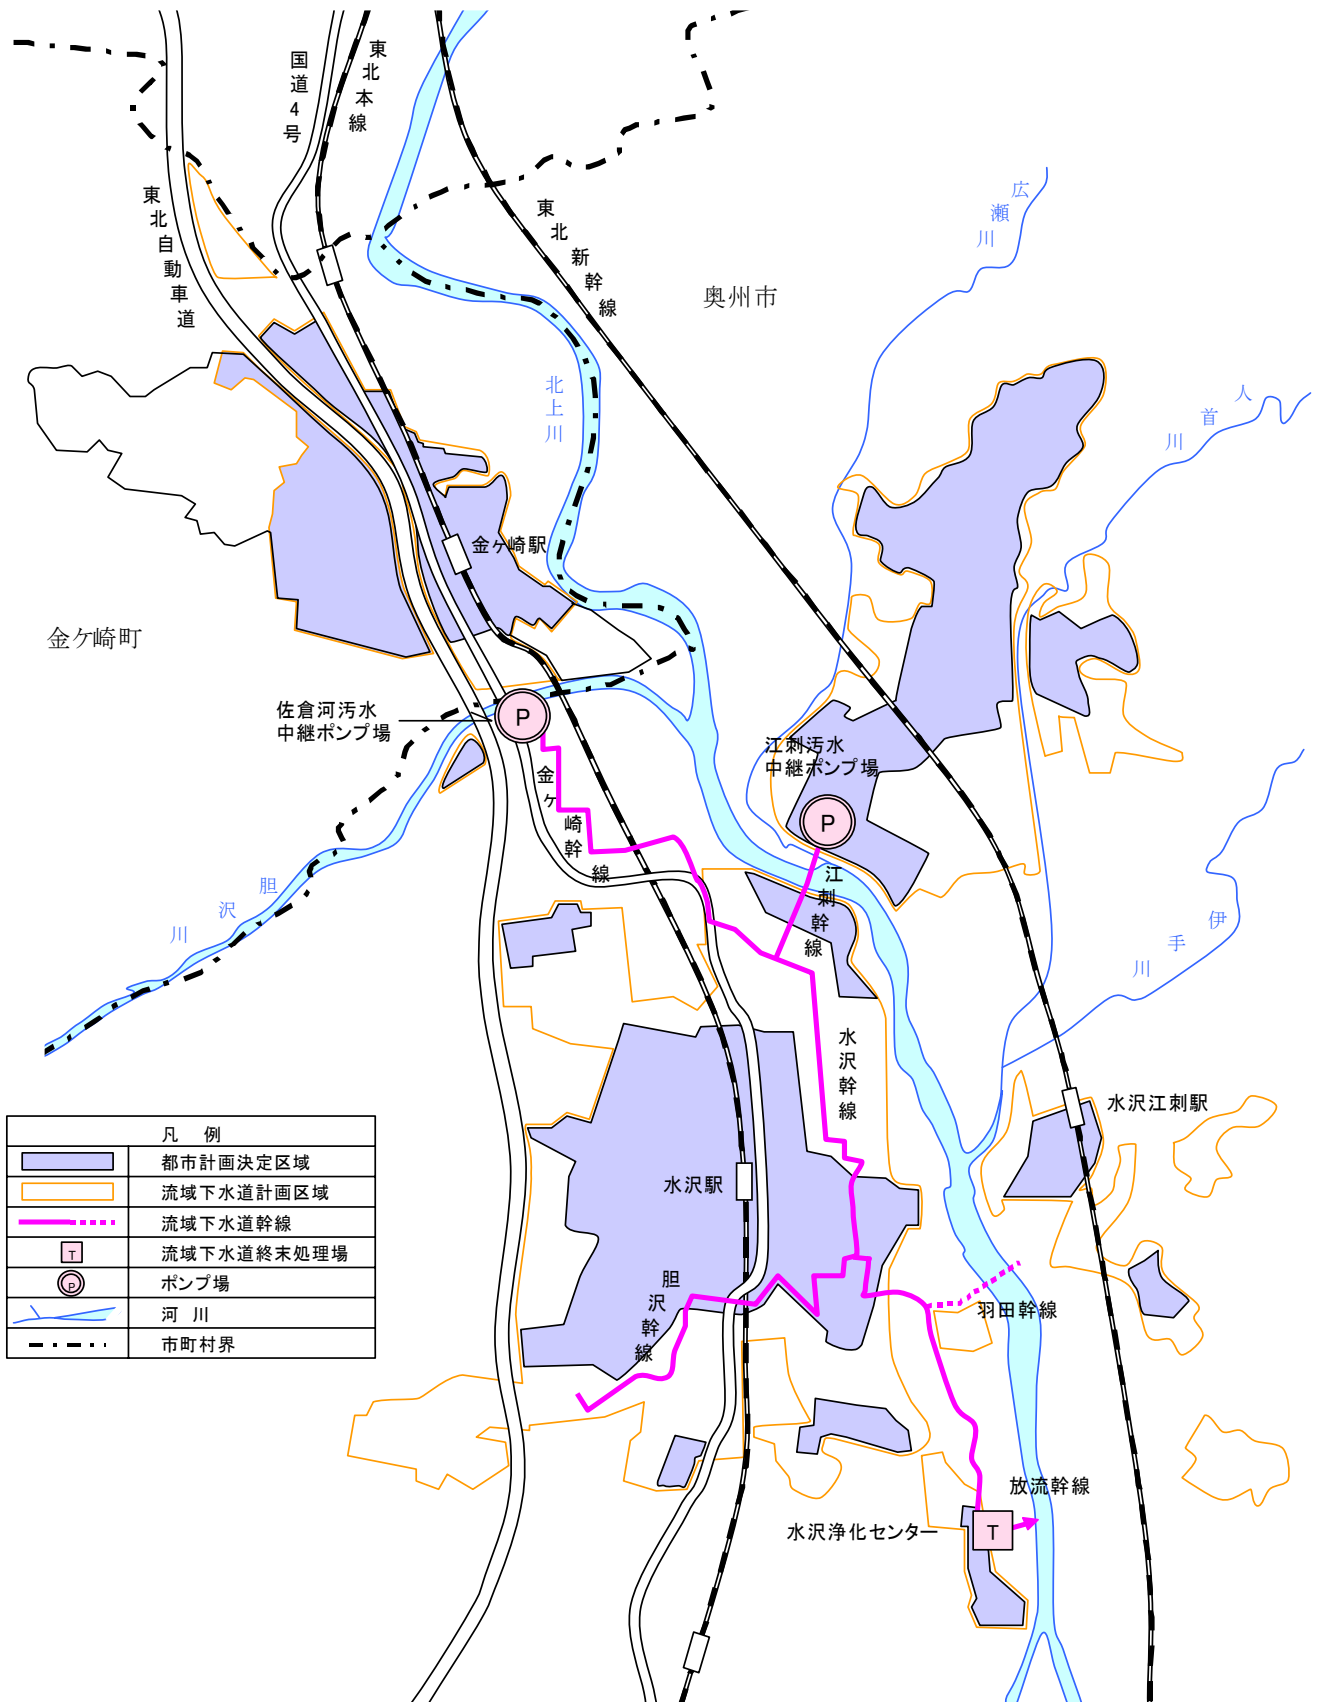 国道4号
東北本線
東北自動車道
東北新幹線
広瀬川
奥州市
北上川
人首川
金ケ崎駅
金ケ崎町
佐倉河汚水
中継ポンプ場
P
江刺汚水
中継ポンプ場
P
金ケ崎幹線
江刺幹線
胆沢川
伊手川
水沢幹線
水沢江刺駅
水沢駅
胆沢幹線
羽田幹線
放流幹線
水沢浄化センター
T
凡 例
都市計画決定区域
流域下水道計画区域
流域下水道幹線
T 流域下水道終末処理場
P ポンプ場
河 川
市町村界